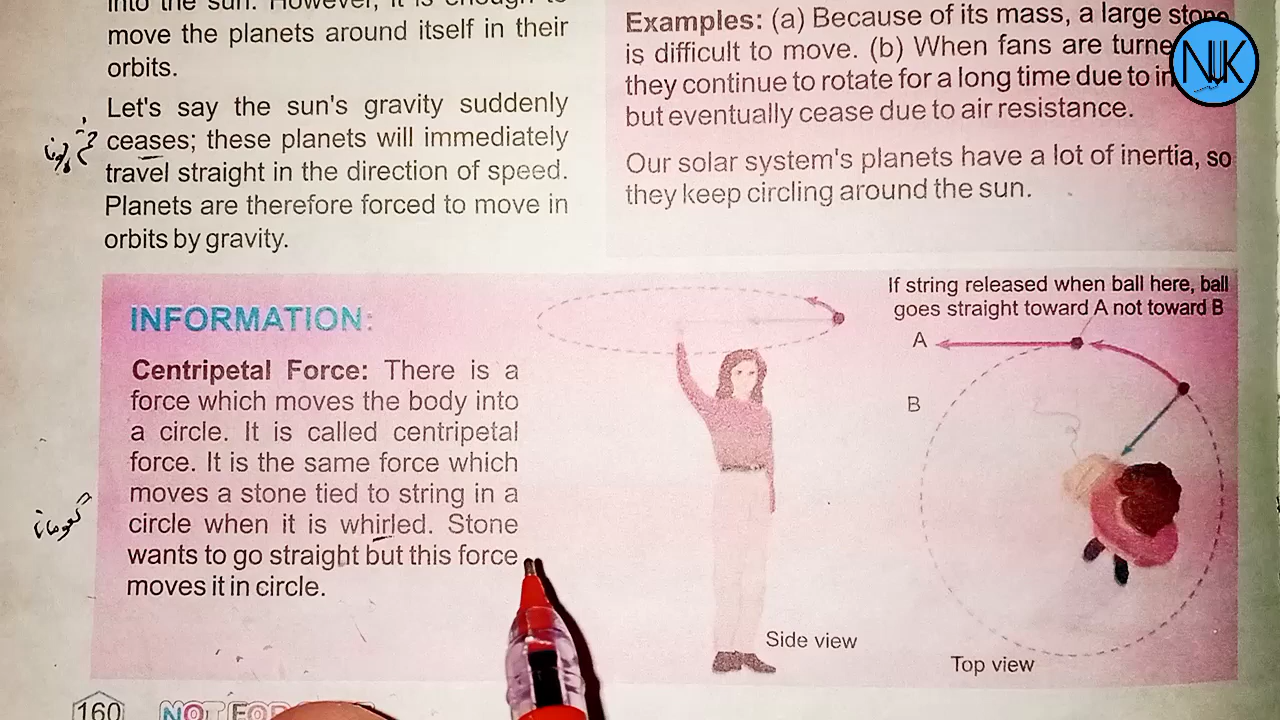 into the sun. However, it is enough to
move the planets around itself in their
orbits.
Let's say the sun's gravity suddenly
ceases; these planets will immediately
travel straight in the direction of speed.
Planets are therefore forced to move in
orbits by gravity.
Examples: (a) Because of its mass, a large stone
is difficult to move. (b) When fans are turne
they continue to rotate for a long time due to in
but eventually cease due to air resistance.
Our solar system's planets have a lot of inertia, so
they keep circling around the sun.
NUK
INFORMATION:
Centripetal Force: There is a
force which moves the body into
a circle. It is called centripetal
force. It is the same force which
moves a stone tied to string in a
circle when it is whirled. Stone
wants to go straight but this force
moves it in circle.
Side view
If string released when ball here, ball
goes straight toward A not toward B
A
B
Top view
160
NOT FOR